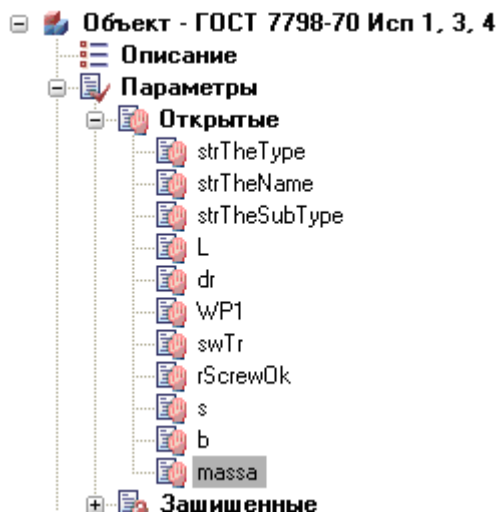 Объект - ГОСТ 7798-70 Исп 1, 3, 4
Описание
Параметры
Открытые
strTheType
strTheName
strTheSubType
L
dr
WP1
swTr
rScrewOk
s
b
massa
Защищенные